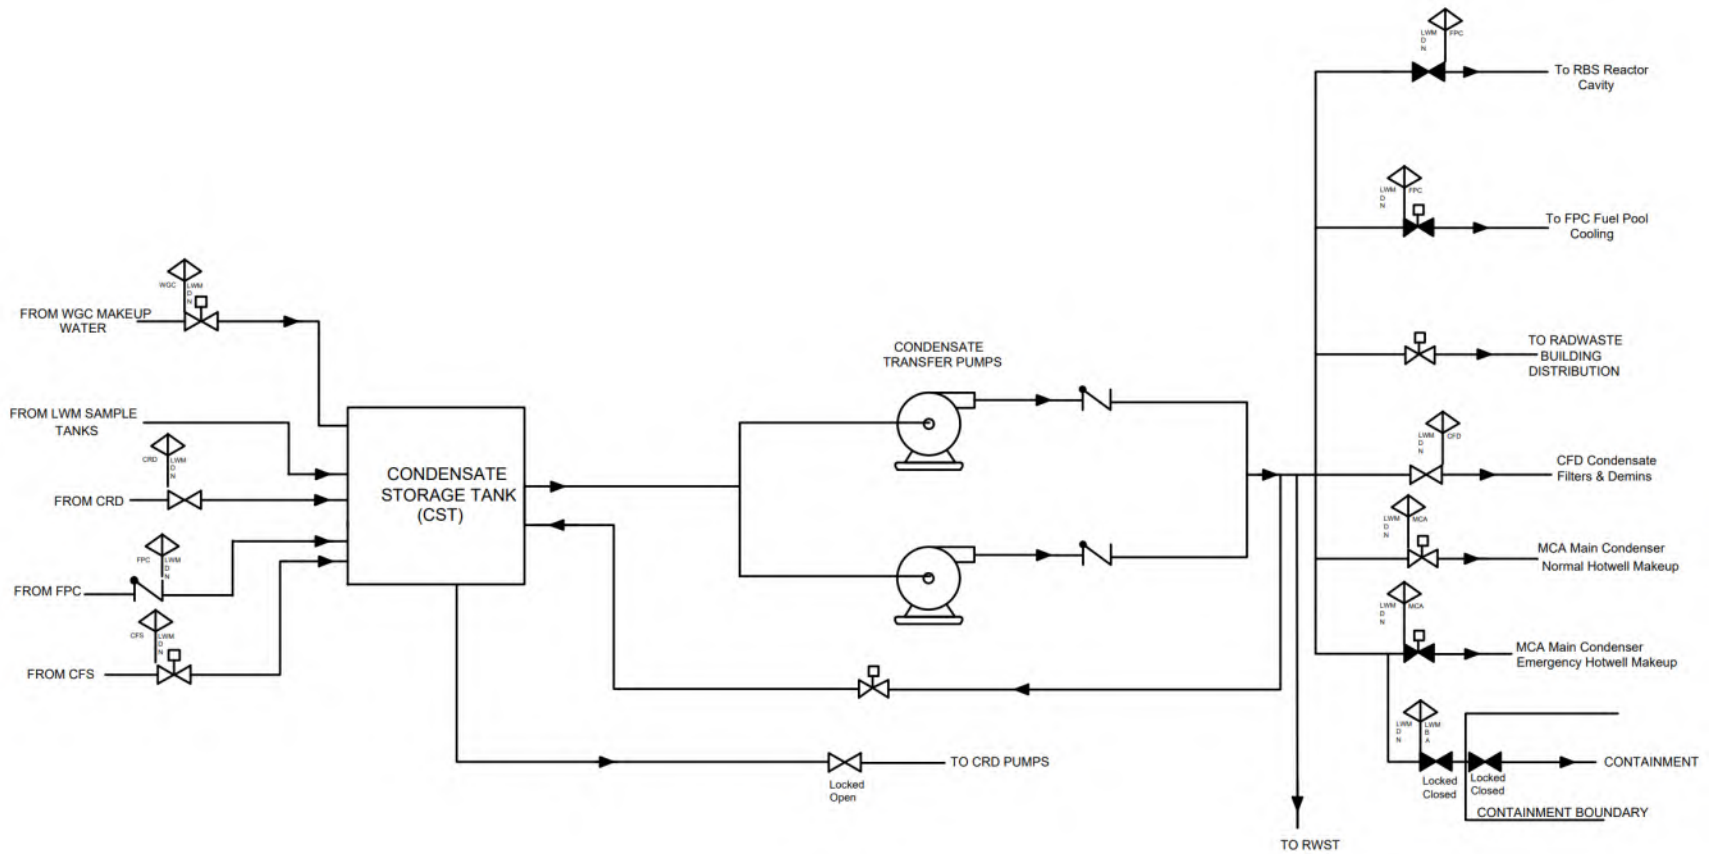 LWM
D
N
FPC
To RBS Reactor
Cavity
LWM
D
N
FPC
To FPC Fuel Pool
Cooling
WGC
LWM
D
N
FROM WGC MAKEUP
WATER
CONDENSATE
TRANSFER PUMPS
TO RADWASTE
BUILDING
DISTRIBUTION
FROM LWM SAMPLE
TANKS
CRD
LWM
D
N
FROM CRD
CONDENSATE
STORAGE TANK
(CST)
LWM
D
N
CFD
CFD Condensate
Filters & Demins
LWM
D
N
MCA
MCA Main Condenser
Normal Hotwell Makeup
FPC
LWM
D
N
FROM FPC
CFS
LWM
D
N
FROM CFS
LWM
D
N
MCA
MCA Main Condenser
Emergency Hotwell Makeup
LWM
D
N
LWM
B
A
TO CRD PUMPS
Locked
Open
Locked
Closed
Locked
Closed
CONTAINMENT
CONTAINMENT BOUNDARY
TO RWST